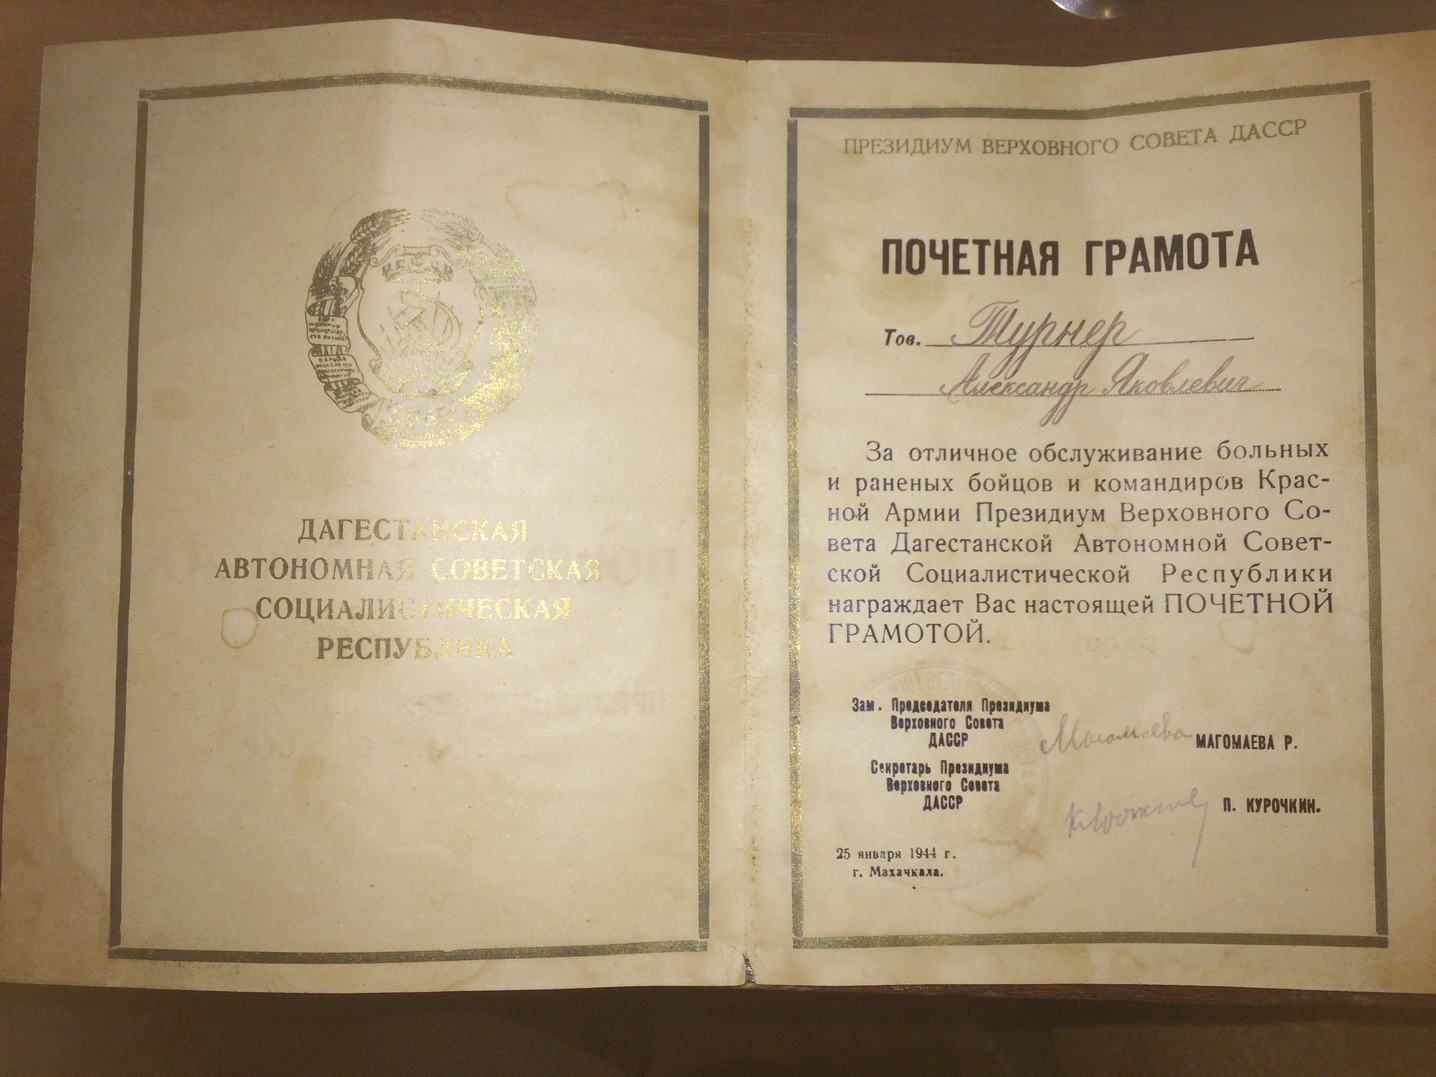 ДАГЕСТАНСКАЯ
АВТОНОМНАЯ СОВЕТСКАЯ
СОЦИАЛИСТИЧЕСКАЯ
РЕСПУБЛИКА
ПРЕЗИДИУМ ВЕРХОВНОГО СОВЕТА ДАССР
ПОЧЕТНАЯ ГРАМОТА
Тов. Турнер
Александр Яковлевич
За отличное обслуживание больных
и раненых бойцов и командиров Крас-
ной Армии Президиум Верховного Со-
вета Дагестанской Автономной Совет-
ской Социалистической Республики
награждает Вас настоящей ПОЧЕТНОЙ
ГРАМОТОЙ.
Зам. Председателя Президиума
Верховного Совета
ДАССР
Магомаева МАГОМАЕВА Р.
Секретарь Президиума
Верховного Совета
ДАССР
П. КУРОЧКИН.
25 января 1944 г.
г. Махачкала.